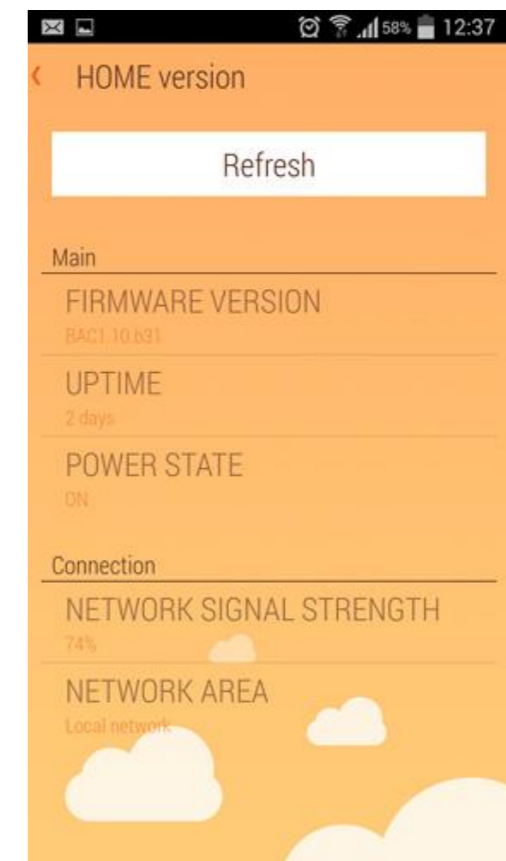 58% 12:37
HOME version
Refresh
Main
FIRMWARE VERSION
BAC1.10.b31
UPTIME
2 days
POWER STATE
ON
Connection
NETWORK SIGNAL STRENGTH
74%
NETWORK AREA
Local network